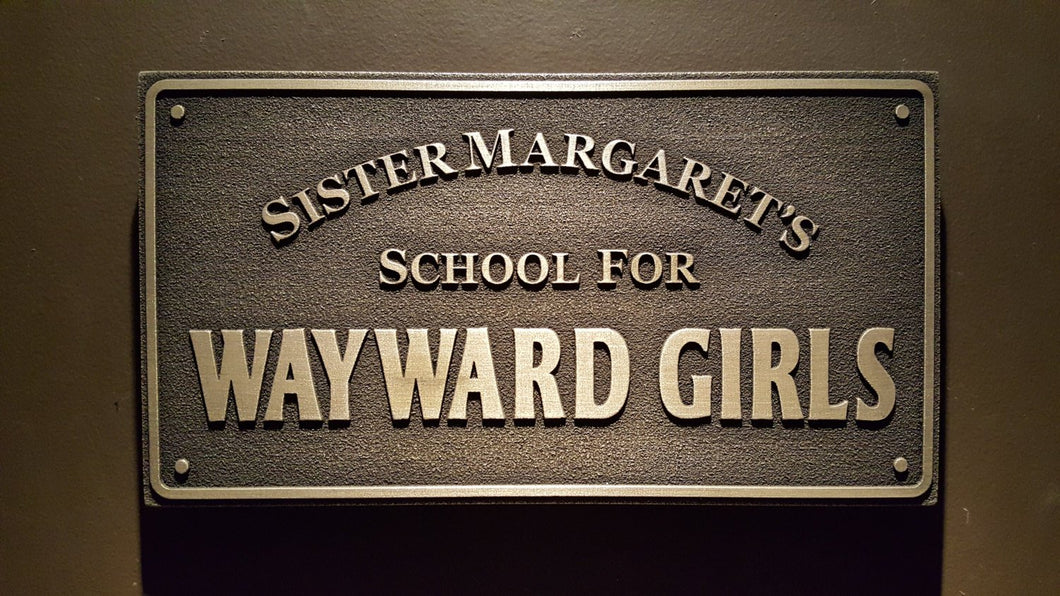 SISTER MARGARET'S
SCHOOL FOR
WAYWARD GIRLS